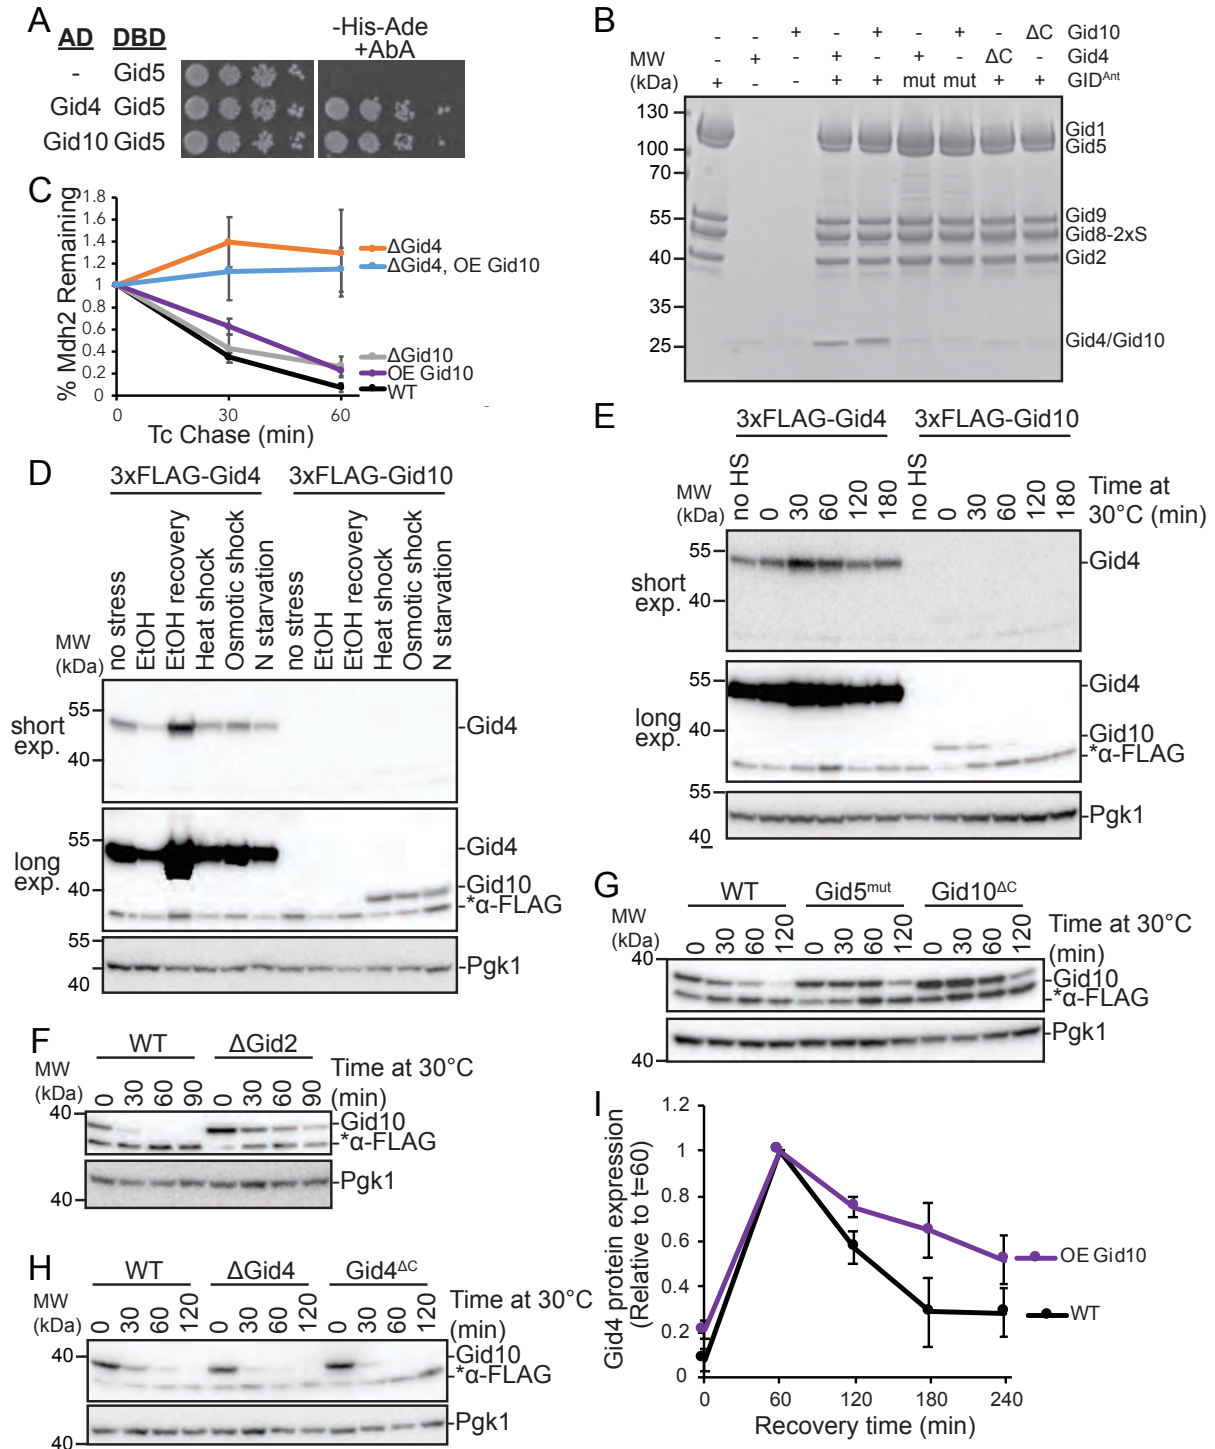 A
AD DBD
-His-Ade
+AbA
- Gid5
Gid4 Gid5
Gid10 Gid5
B
- - + - + - + - ΔC Gid10
- + - + - + - ΔC - Gid4
+ - - + + mut mut + + GID^Ant
MW
(kDa)
130
100
70
55
40
35
25
Gid1
Gid5
Gid9
Gid8-2xS
Gid2
Gid4/Gid10
C
% Mdh2 Remaining
1.8
1.6
1.4
1.2
1
0.8
0.6
0.4
0.2
0
0 30 60
Tc Chase (min)
ΔGid4
ΔGid4, OE Gid10
ΔGid10
OE Gid10
WT
D
3xFLAG-Gid4 3xFLAG-Gid10
MW
(kDa)
no stress EtOH EtOH recovery Heat shock Osmotic shock N starvation no stress EtOH EtOH recovery Heat shock Osmotic shock N starvation
short
exp.
55
40
-Gid4
long
exp.
55
40
-Gid4
-Gid10
-*α-FLAG
55
40
-Pgk1
E
3xFLAG-Gid4 3xFLAG-Gid10
MW
(kDa)
no HS 0 30 60 120 180 no HS 0 30 60 120 180
Time at
30°C (min)
short
exp.
55
40
-Gid4
long
exp.
55
40
-Gid4
-Gid10
-*α-FLAG
55
40
-Pgk1
F
WT ΔGid2
MW
(kDa)
0 30 60 90 0 30 60 90
Time at 30°C
(min)
40
-Gid10
-*α-FLAG
40
-Pgk1
G
WT Gid5^mut Gid10^ΔC
MW
(kDa)
0 30 60 120 0 30 60 120 0 30 60 120
Time at 30°C
(min)
40
-Gid10
-*α-FLAG
40
-Pgk1
H
WT ΔGid4 Gid4^ΔC
MW
(kDa)
0 30 60 120 0 30 60 120 0 30 60 120
Time at 30°C
(min)
40
-Gid10
-*α-FLAG
40
-Pgk1
I
Gid4 protein expression
(Relative to t=60)
1.2
1
0.8
0.6
0.4
0.2
0
0 60 120 180 240
Recovery time (min)
OE Gid10
WT